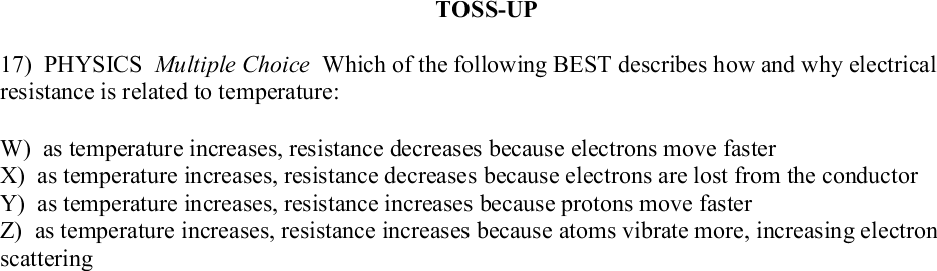 TOSS-UP
17) PHYSICS Multiple Choice Which of the following BEST describes how and why electrical
resistance is related to temperature:
W) as temperature increases, resistance decreases because electrons move faster
X) as temperature increases, resistance decreases because electrons are lost from the conductor
Y) as temperature increases, resistance increases because protons move faster
Z) as temperature increases, resistance increases because atoms vibrate more, increasing electron
scattering